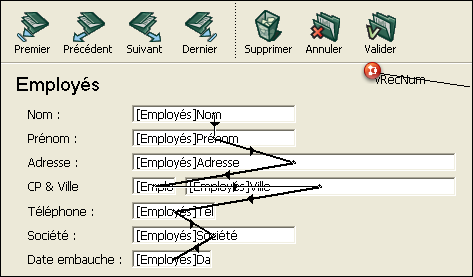 Premier Précédent Suivant Dernier Supprimer Annuler Valider
vRecNum
Employés
Nom : [Employés]Nom
Prénom : [Employés]Prénom
Adresse : [Employés]Adresse
CP & Ville [Emplo [Employés]Ville
Téléphone : [Employés]Tél
Société : [Employés]Société
Date embauche : [Employés]Da